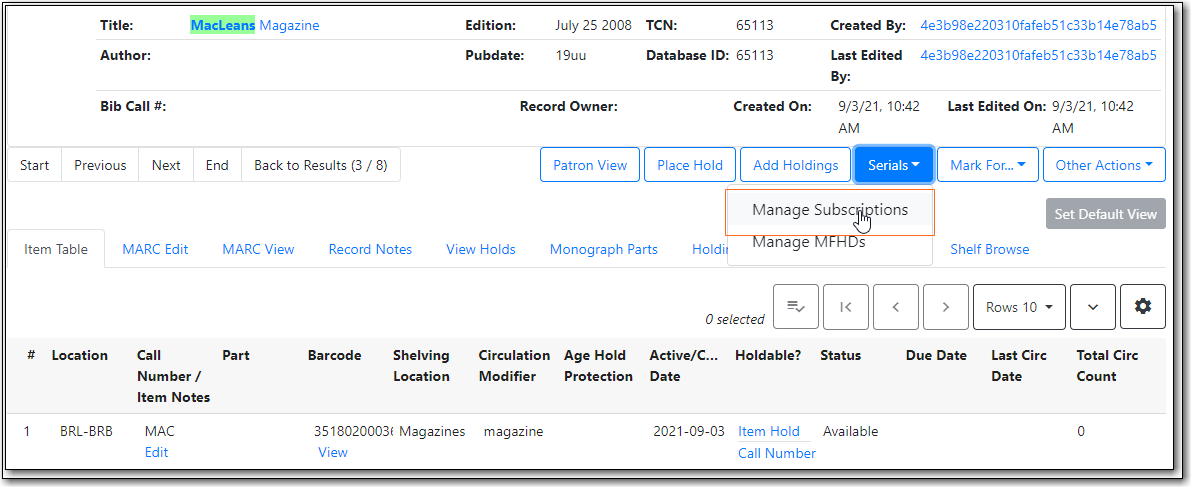 Title: MacLeans Magazine Edition: July 25 2008 TCN: 65113 Created By: 4e3b98e220310fafeb51c33b14e78ab5
Author: Pubdate: 19uu Database ID: 65113 Last Edited 4e3b98e220310fafeb51c33b14e78ab5
By:
Bib Call #: Record Owner: Created On: 9/3/21, 10:42 Last Edited On: 9/3/21, 10:42
AM AM
Start Previous Next End Back to Results (3 / 8) Patron View Place Hold Add Holdings Serials Mark For... Other Actions
Manage Subscriptions
Set Default View
Manage MFHDs
Item Table MARC Edit MARC View Record Notes View Holds Monograph Parts Holdin Shelf Browse
0 selected Rows 10
# Location Call Part Barcode Shelving Circulation Age Hold Active/C... Holdable? Status Due Date Last Circ Total Circ
Number / Location Modifier Protection Date Date Count
Item Notes
1 BRL-BRB MAC 3518020003 Magazines magazine 2021-09-03 Item Hold Available 0
Edit View Call Number